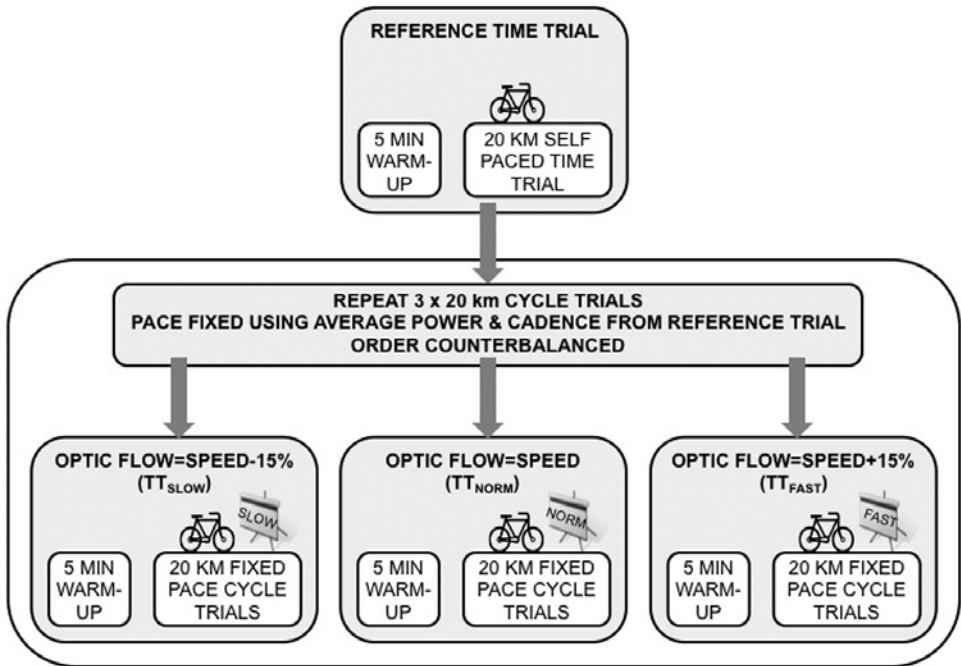 REFERENCE TIME TRIAL
5 MIN
WARM-
UP
20 KM SELF
PACED TIME
TRIAL
REPEAT 3 x 20 km CYCLE TRIALS
PACE FIXED USING AVERAGE POWER & CADENCE FROM REFERENCE TRIAL
ORDER COUNTERBALANCED
OPTIC FLOW=SPEED-15%
(TTSLOW)
SLOW
5 MIN
WARM-
UP
20 KM FIXED
PACE CYCLE
TRIALS
OPTIC FLOW=SPEED
(TTNORM)
NORM
5 MIN
WARM-
UP
20 KM FIXED
PACE CYCLE
TRIALS
OPTIC FLOW=SPEED+15%
(TTFAST)
FAST
5 MIN
WARM-
UP
20 KM FIXED
PACE CYCLE
TRIALS